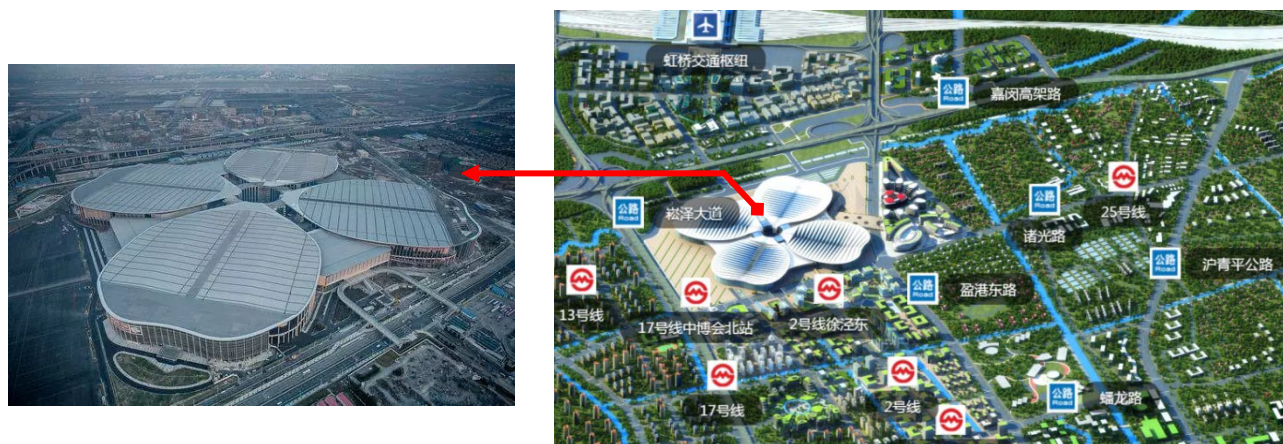 虹桥交通枢纽
公路
Road
嘉闵高架路
公路
Road
崧泽大道
公路
Road
诸光路
25号线
公路
Road
沪青平公路
公路
Road
盈港东路
13号线
17号线中博会北站
2号线徐泾东
17号线
2号线
公路
Road
蟠龙路